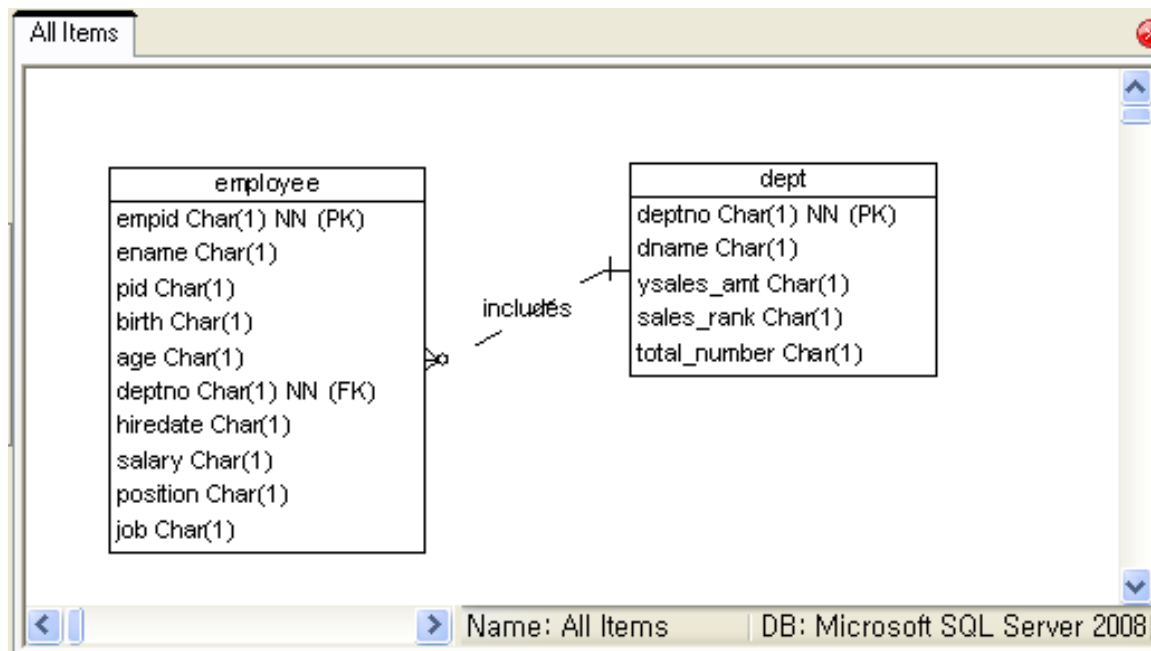 All Items
employee
empid Char(1) NN (PK)
ename Char(1)
pid Char(1)
birth Char(1)
age Char(1)
deptno Char(1) NN (FK)
hiredate Char(1)
salary Char(1)
position Char(1)
job Char(1)
includes
dept
deptno Char(1) NN (PK)
dname Char(1)
ysales_amt Char(1)
sales_rank Char(1)
total_number Char(1)
Name: All Items
DB: Microsoft SQL Server 2008